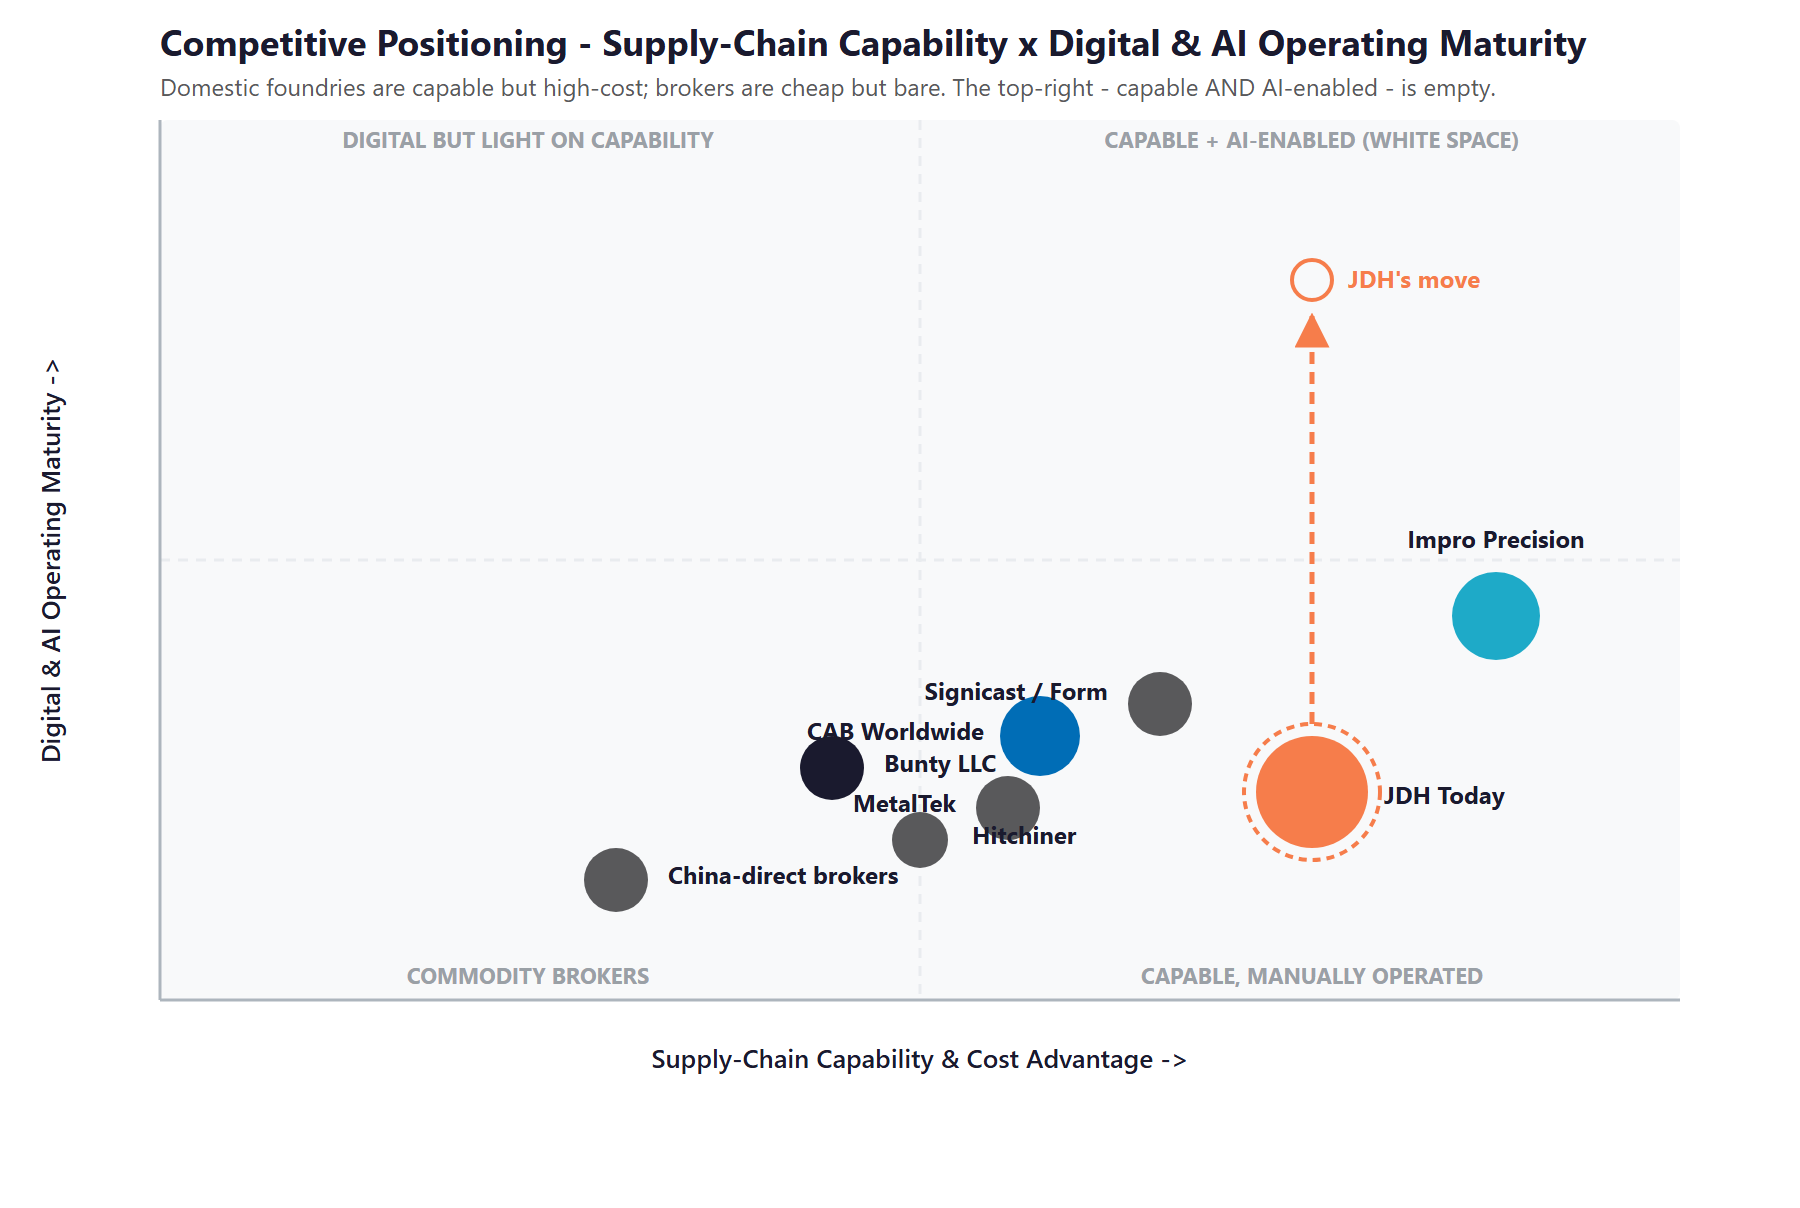 Competitive Positioning - Supply-Chain Capability x Digital & AI Operating Maturity
Domestic foundries are capable but high-cost; brokers are cheap but bare. The top-right - capable AND AI-enabled - is empty.
DIGITAL BUT LIGHT ON CAPABILITY
CAPABLE + AI-ENABLED (WHITE SPACE)
JDH's move
Digital & AI Operating Maturity ->
Impro Precision
Signicast / Form
CAB Worldwide
Bunty LLC
JDH Today
MetalTek
Hitchiner
China-direct brokers
COMMODITY BROKERS
CAPABLE, MANUALLY OPERATED
Supply-Chain Capability & Cost Advantage ->